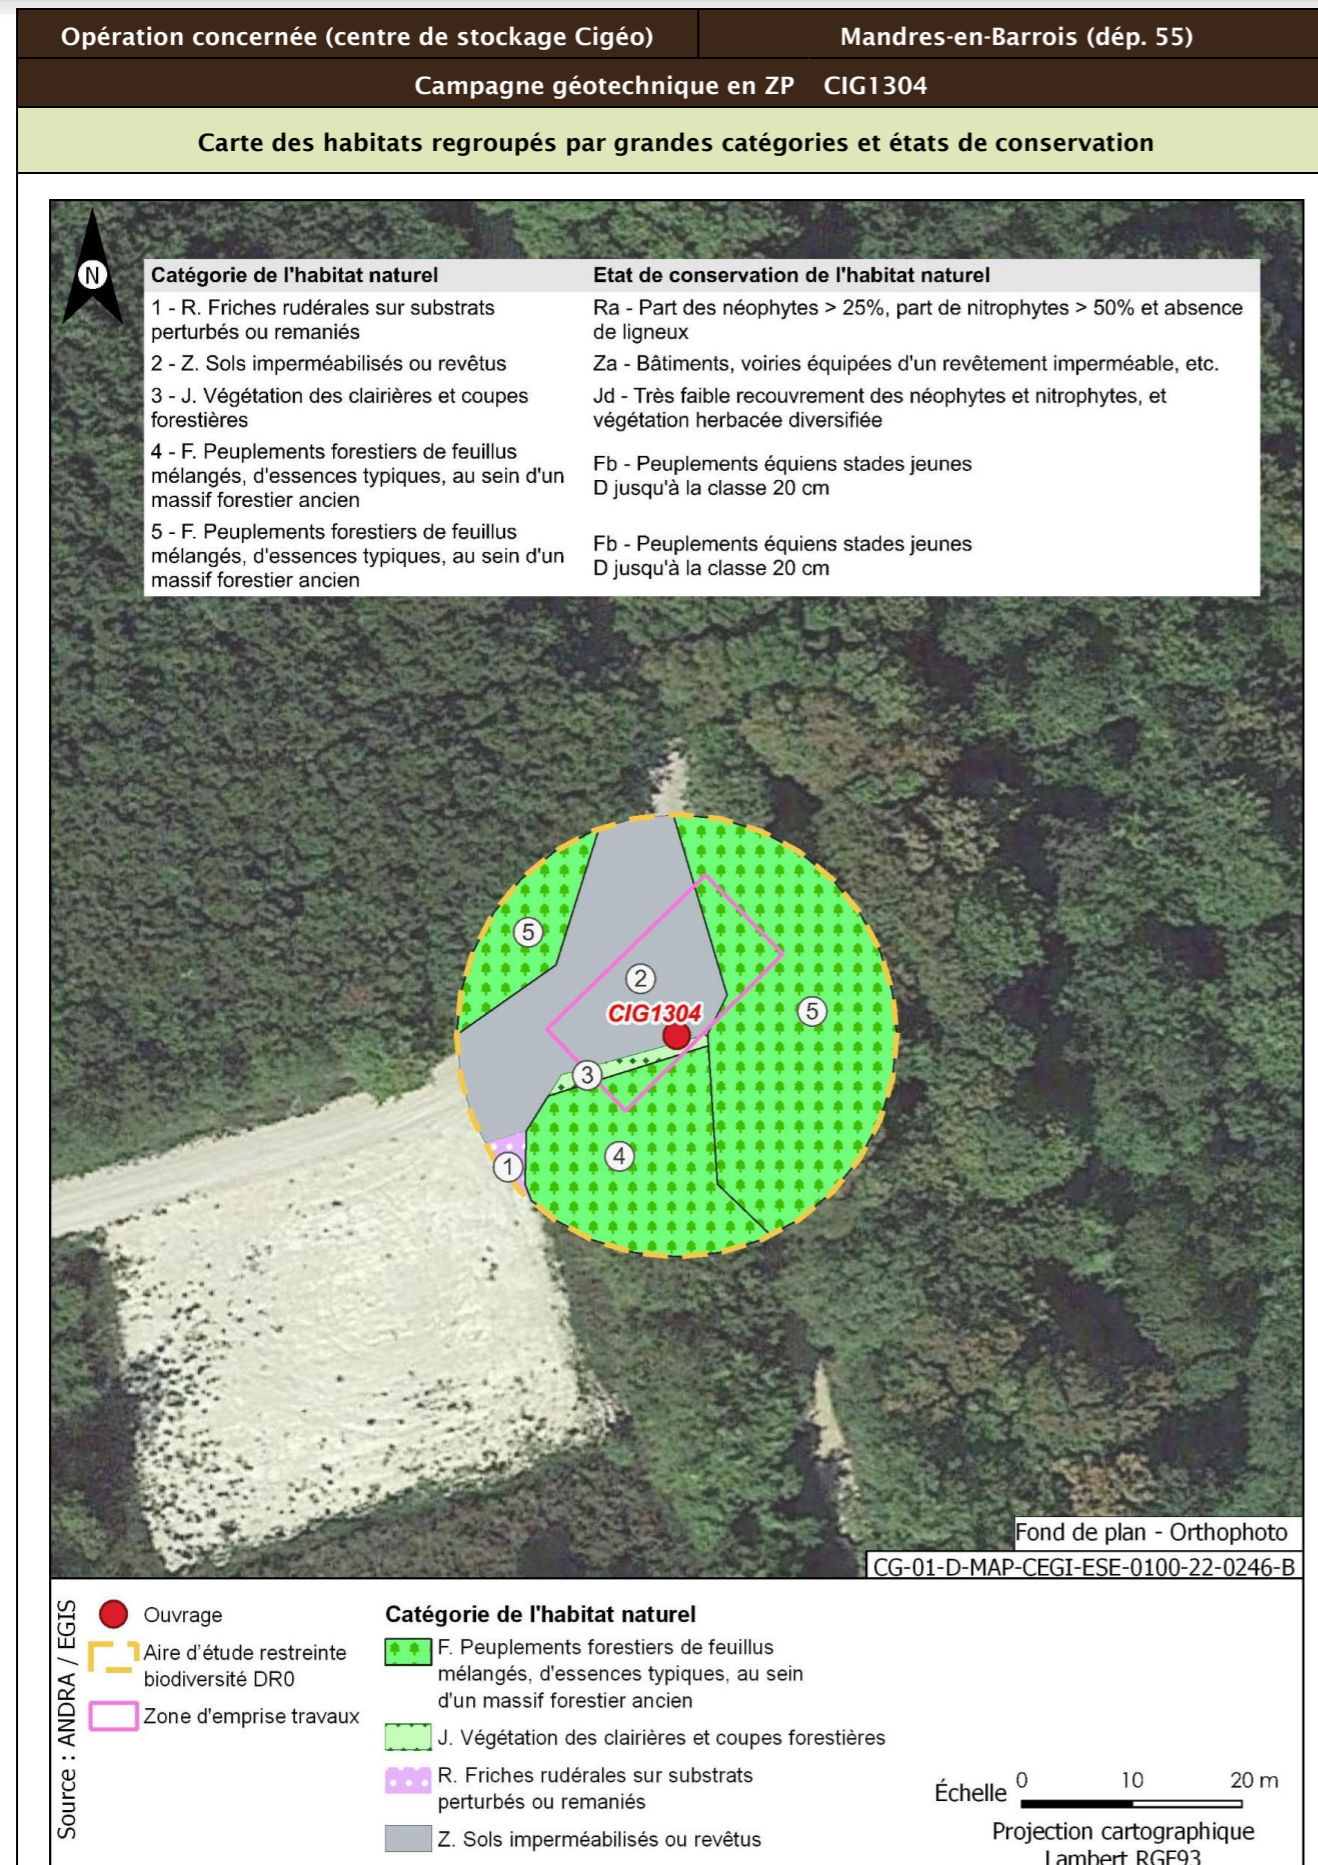 Opération concernée (centre de stockage Cigéo) Mandres-en-Barrois (dép. 55)
Campagne géotechnique en ZP CIG1304
Carte des habitats regroupés par grandes catégories et états de conservation
N
Catégorie de l'habitat naturel Etat de conservation de l'habitat naturel
1 - R. Friches rudérales sur substrats
perturbés ou remaniés
Ra - Part des néophytes > 25%, part de nitrophytes > 50% et absence
de ligneux
2 - Z. Sols imperméabilisés ou revêtus Za - Bâtiments, voiries équipées d'un revêtement imperméable, etc.
3 - J. Végétation des clairières et coupes
forestières
Jd - Très faible recouvrement des néophytes et nitrophytes, et
végétation herbacée diversifiée
4 - F. Peuplements forestiers de feuillus
mélangés, d'essences typiques, au sein d'un
massif forestier ancien
Fb - Peuplements équiens stades jeunes
D jusqu'à la classe 20 cm
5 - F. Peuplements forestiers de feuillus
mélangés, d'essences typiques, au sein d'un
massif forestier ancien
Fb - Peuplements équiens stades jeunes
D jusqu'à la classe 20 cm
5
2
CIG1304
5
3
4
1
Fond de plan - Orthophoto
CG-01-D-MAP-CEGI-ESE-0100-22-0246-B
Source : ANDRA / EGIS
Ouvrage
Aire d'étude restreinte
biodiversité DR0
Zone d'emprise travaux
Catégorie de l'habitat naturel
F. Peuplements forestiers de feuillus
mélangés, d'essences typiques, au sein
d'un massif forestier ancien
J. Végétation des clairières et coupes forestières
R. Friches rudérales sur substrats
perturbés ou remaniés
Z. Sols imperméabilisés ou revêtus
Échelle 0 10 20 m
Projection cartographique
Lambert RGF93